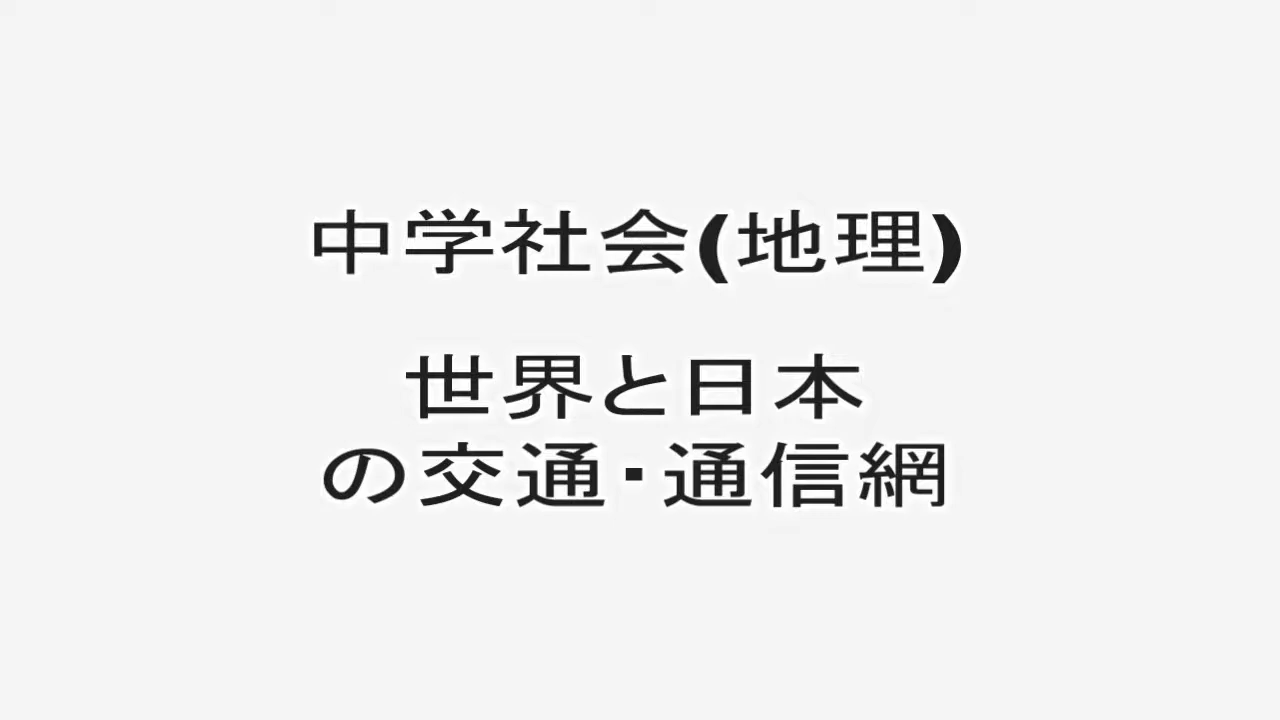 中学社会(地理)
世界と日本
の交通・通信網